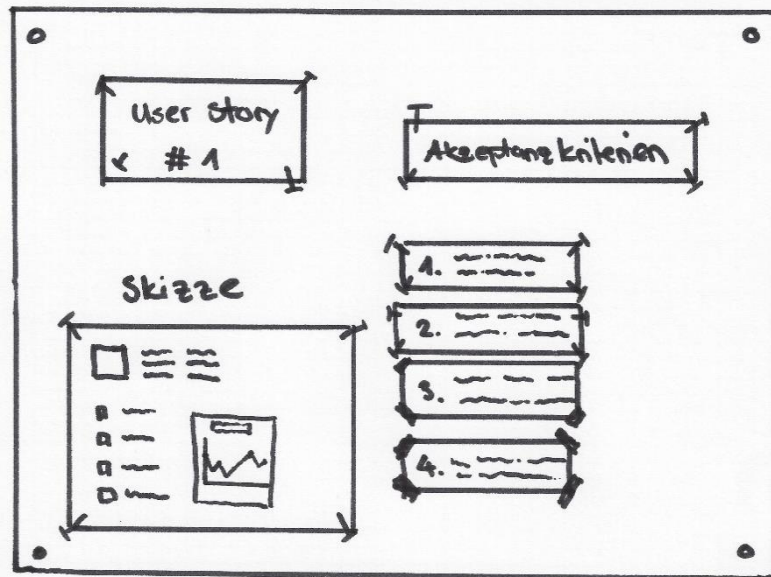 User Story
# 1
Akzeptanzkriterien
Skizze
1.
2.
3.
4.